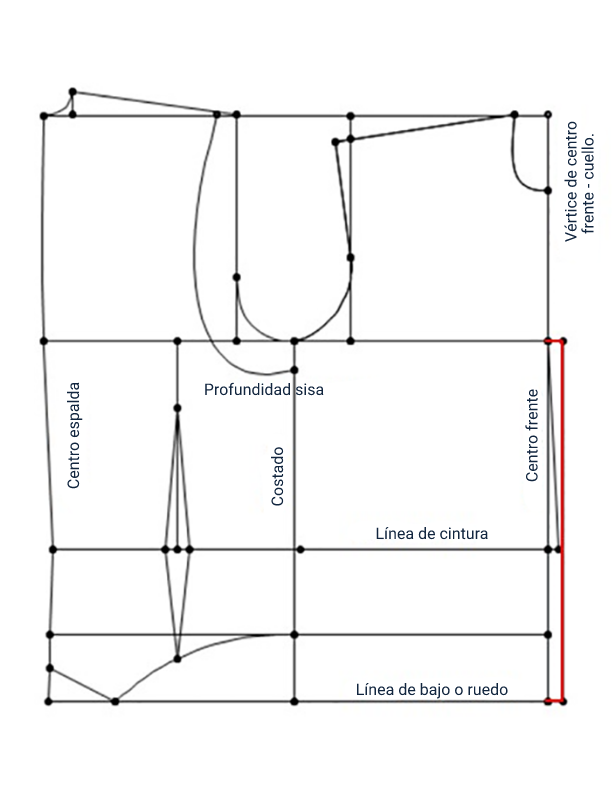 Vértice de centro
frente - cuello.
Profundidad sisa
Centro espalda
Costado
Centro frente
Línea de cintura
Línea de bajo o ruedo